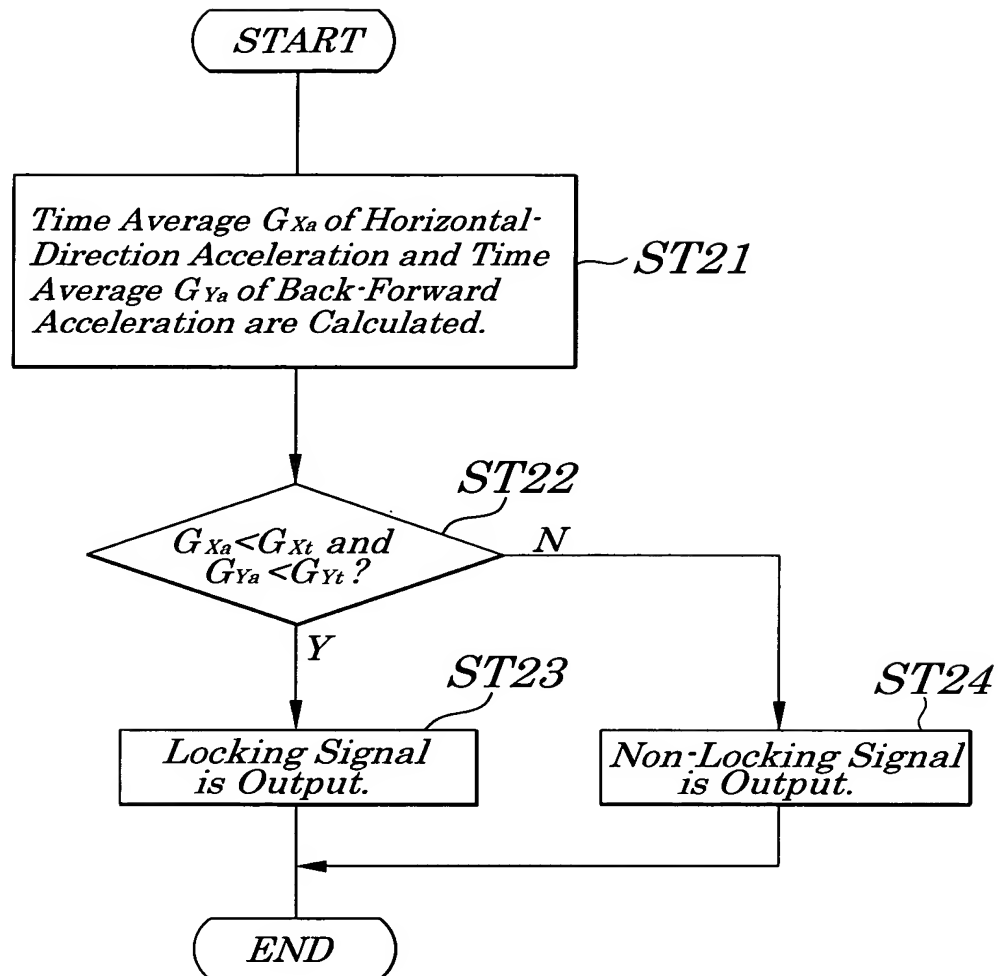 START
Time Average GXa of Horizontal-
Direction Acceleration and Time
Average GYa of Back-Forward
Acceleration are Calculated.
ST21
ST22
GXa<GXt and
GYa<GYt?
N
Y
ST23
ST24
Locking Signal
is Output.
Non-Locking Signal
is Output.
END